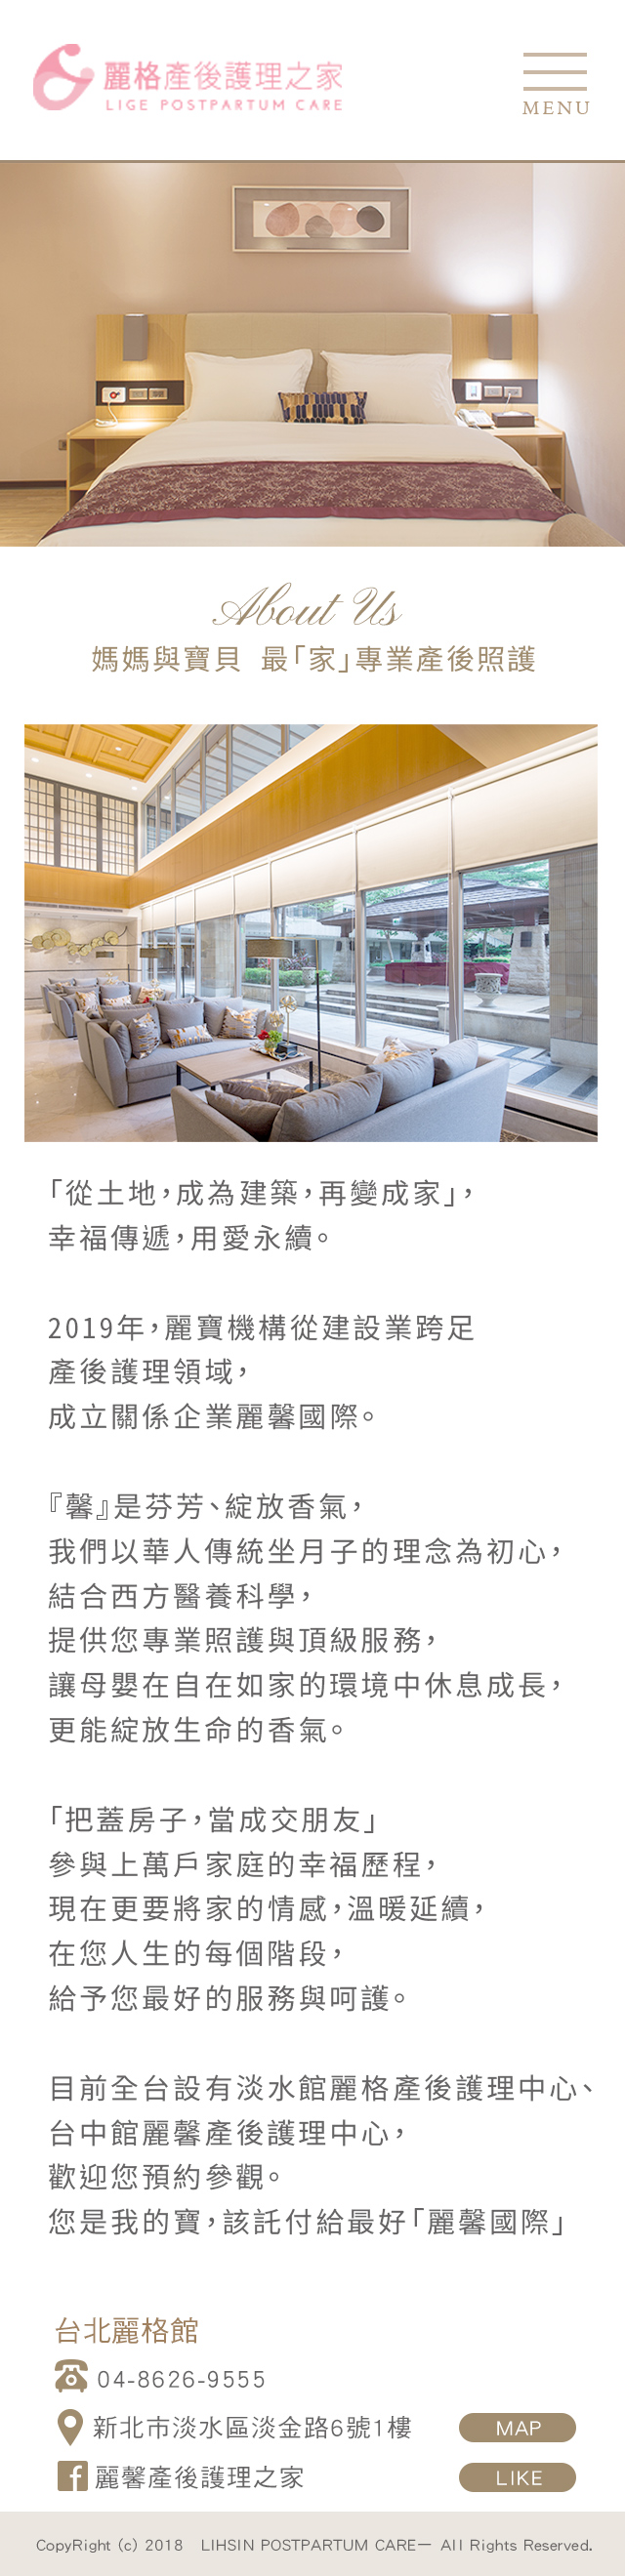 麗格產後護理之家
LIGE POSTPARTUM CARE
MENU
About Us
媽媽與寶貝 最「家」專業產後照護
「從土地，成為建築，再變成家」，
幸福傳遞，用愛永續。
2019年，麗寶機構從建設業跨足
產後護理領域，
成立關係企業麗馨國際。
『馨』是芬芳、綻放香氣，
我們以華人傳統坐月子的理念為初心，
結合西方醫養科學，
提供您專業照護與頂級服務，
讓母嬰在自在如家的環境中休息成長，
更能綻放生命的香氣。
「把蓋房子，當成交朋友」
參與上萬戶家庭的幸福歷程，
現在更要將家的情感，溫暖延續，
在您人生的每個階段，
給予您最好的服務與呵護。
目前全台設有淡水館麗格產後護理中心、
台中館麗馨產後護理中心，
歡迎您預約參觀。
您是我的寶，該託付給最好「麗馨國際」
台北麗格館
04-8626-9555
新北市淡水區淡金路6號1樓 MAP
麗馨產後護理之家 LIKE
CopyRight (c) 2018 LIHSIN POSTPARTUM CARE一 All Rights Reserved.